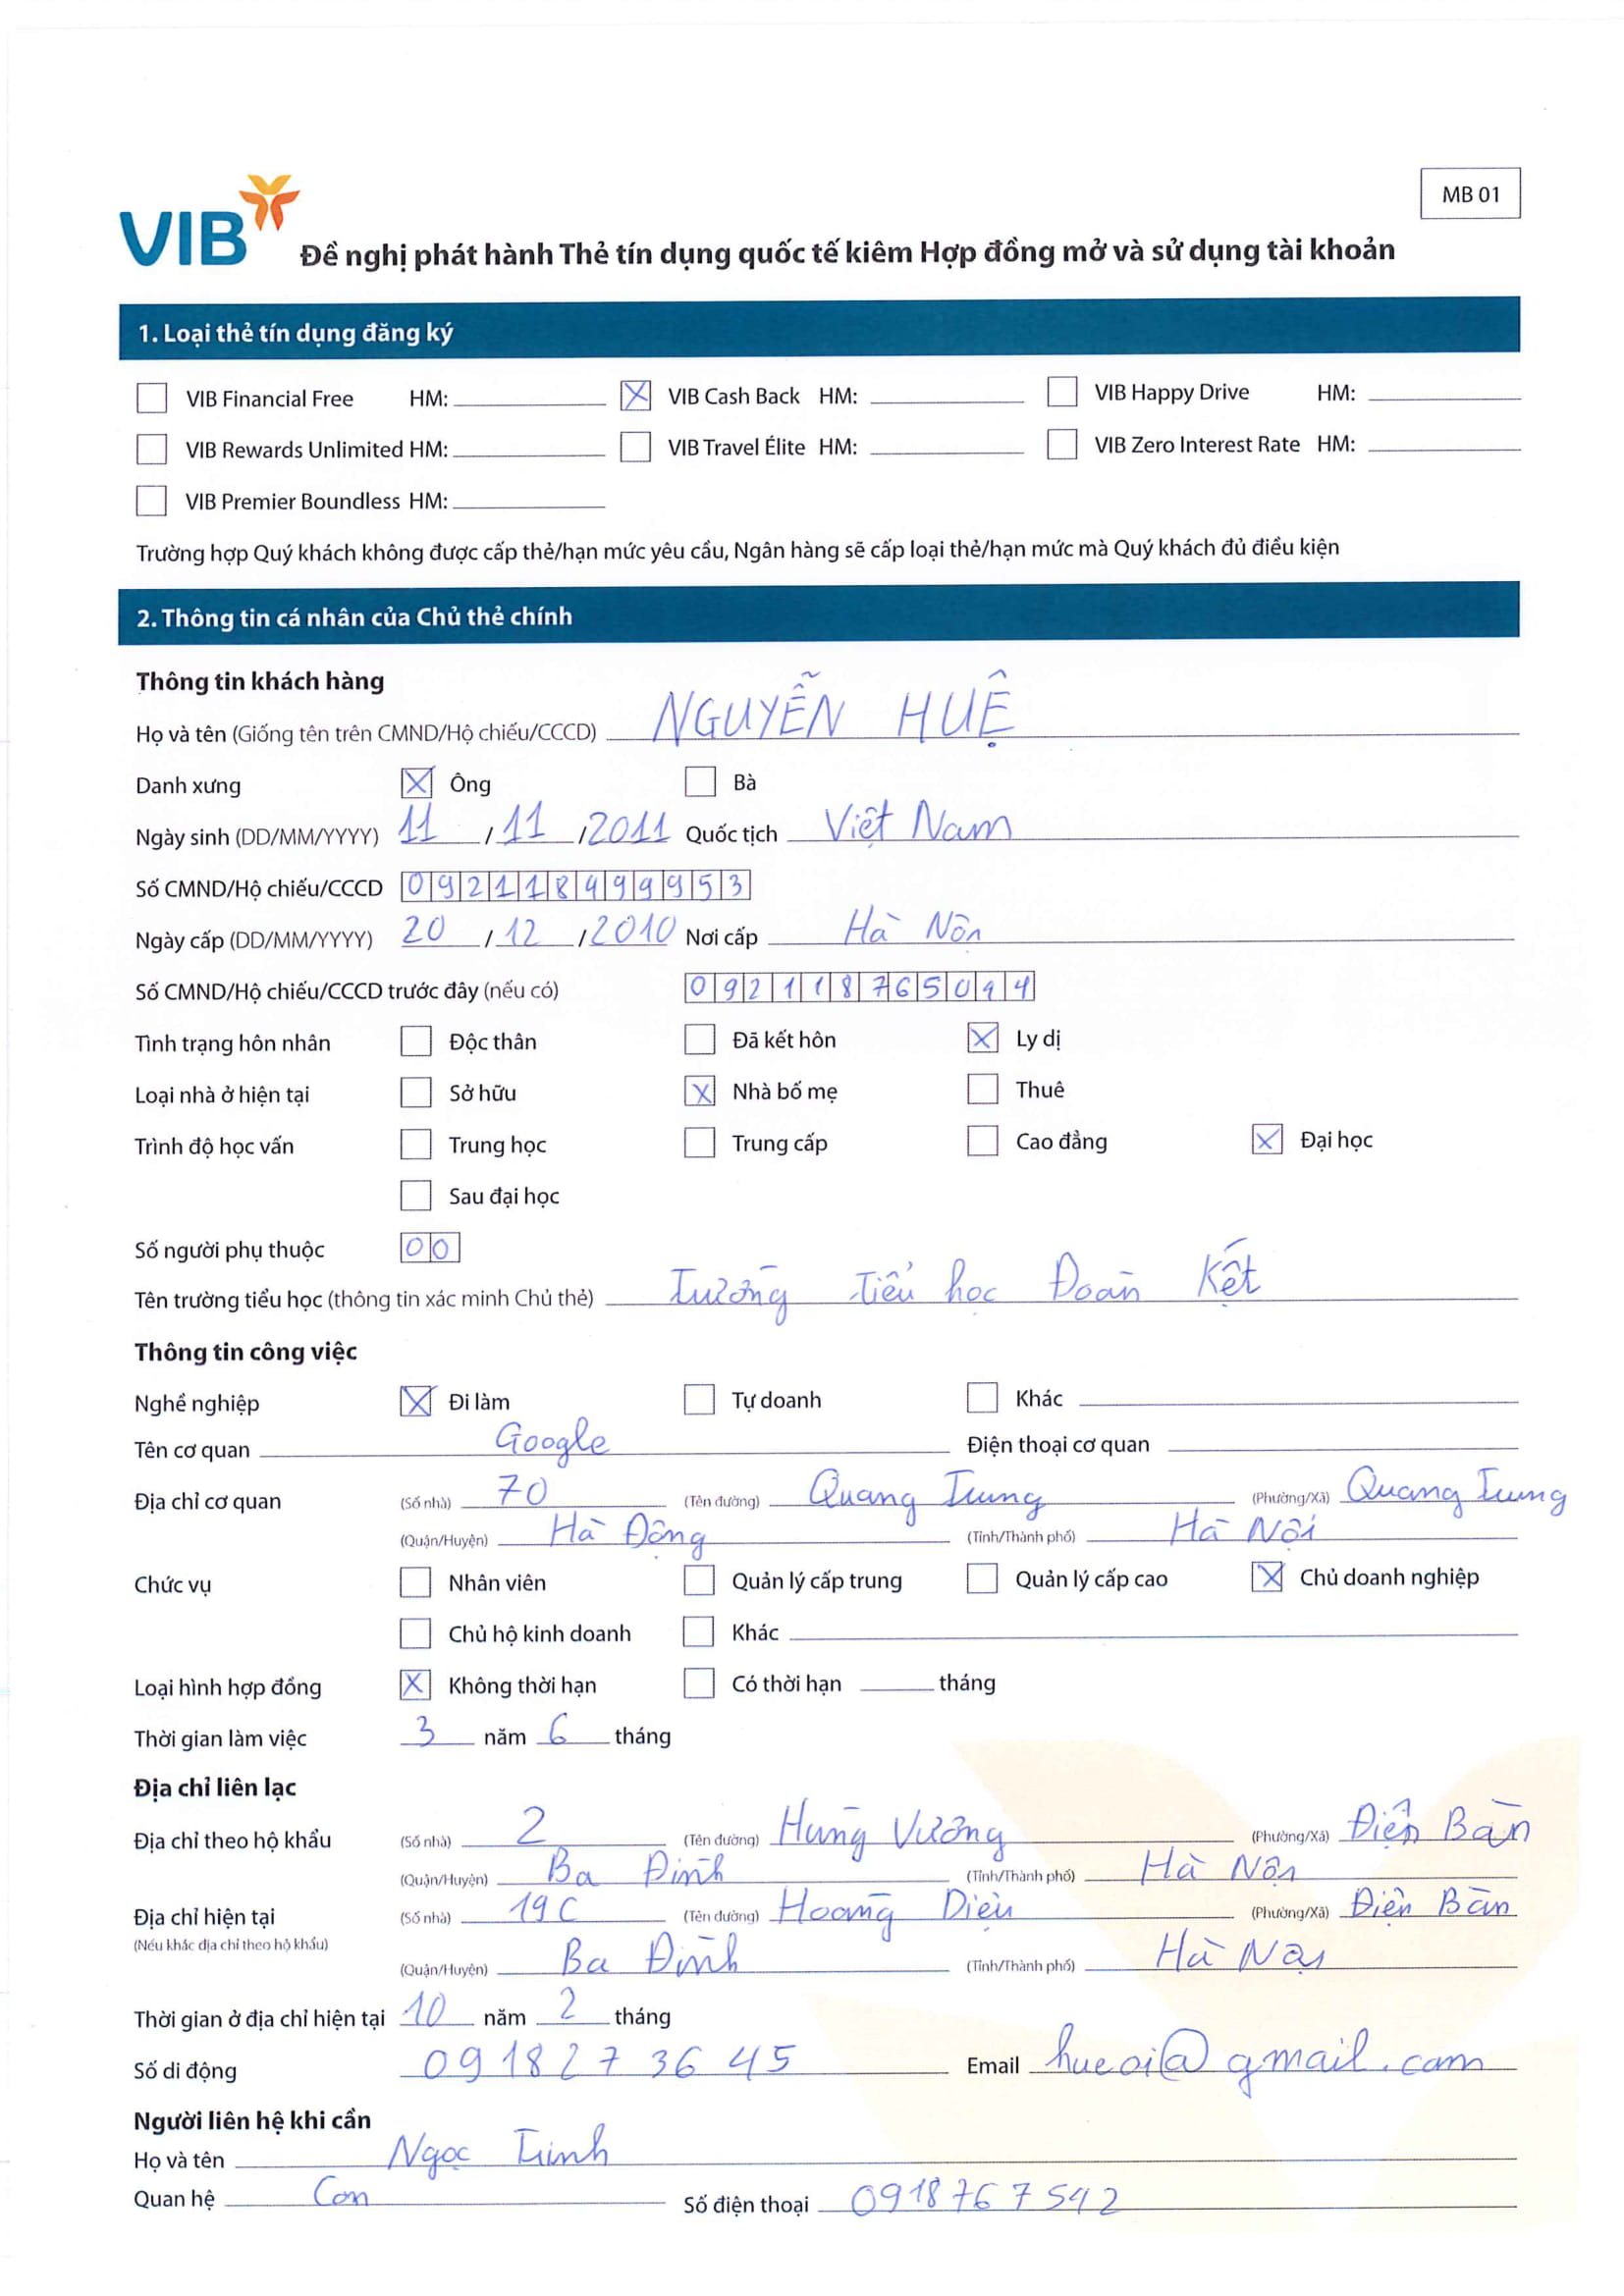 MB 01
VIB Đề nghị phát hành Thẻ tín dụng quốc tế kiêm Hợp đồng mở và sử dụng tài khoản
1. Loại thẻ tín dụng đăng ký
VIB Financial Free HM: VIB Cash Back HM: VIB Happy Drive HM:
VIB Rewards Unlimited HM: VIB Travel Élite HM: VIB Zero Interest Rate HM:
VIB Premier Boundless HM:
Trường hợp Quý khách không được cấp thẻ/hạn mức yêu cầu, Ngân hàng sẽ cấp loại thẻ/hạn mức mà Quý khách đủ điều kiện
2. Thông tin cá nhân của Chủ thẻ chính
Thông tin khách hàng
Họ và tên (Giống tên trên CMND/Hộ chiếu/CCCD) NGUYỄN HUỆ
Danh xưng Ông Bà
Ngày sinh (DD/MM/YYYY) 11 / 11 / 2011 Quốc tịch Việt Nam
Số CMND/Hộ chiếu/CCCD 092118499953
Ngày cấp (DD/MM/YYYY) 20 / 12 / 2010 Nơi cấp Hà Nội
Số CMND/Hộ chiếu/CCCD trước đây (nếu có) 092118765094
Tình trạng hôn nhân Độc thân Đã kết hôn Ly dị
Loại nhà ở hiện tại Sở hữu Nhà bố mẹ Thuê
Trình độ học vấn Trung học Trung cấp Cao đẳng Đại học
Sau đại học
Số người phụ thuộc 00
Tên trường tiểu học (thông tin xác minh Chủ thẻ) Trường Tiểu học Đoàn Kết
Thông tin công việc
Nghề nghiệp Đi làm Tự doanh Khác
Tên cơ quan Google Điện thoại cơ quan
Địa chỉ cơ quan (Số nhà) 70 (Tên đường) Quang Trung (Phường/Xã) Quang Trung
(Quận/Huyện) Hà Đông (Tỉnh/Thành phố) Hà Nội
Chức vụ Nhân viên Quản lý cấp trung Quản lý cấp cao Chủ doanh nghiệp
Chủ hộ kinh doanh Khác
Loại hình hợp đồng Không thời hạn Có thời hạn tháng
Thời gian làm việc 3 năm 6 tháng
Địa chỉ liên lạc
Địa chỉ theo hộ khẩu (Số nhà) 2 (Tên đường) Hùng Vương (Phường/Xã) Điện Bàn
(Quận/Huyện) Ba Đình (Tỉnh/Thành phố) Hà Nội
Địa chỉ hiện tại (Số nhà) 19C (Tên đường) Hoàng Diệu (Phường/Xã) Điện Bàn
(Nếu khác địa chỉ theo hộ khẩu)
(Quận/Huyện) Ba Đình (Tỉnh/Thành phố) Hà Nội
Thời gian ở địa chỉ hiện tại 10 năm 2 tháng
Số di động 0918273645 Email hueoi@gmail.com
Người liên hệ khi cần
Họ và tên Ngọc Trinh
Quan hệ Con Số điện thoại 0918767542